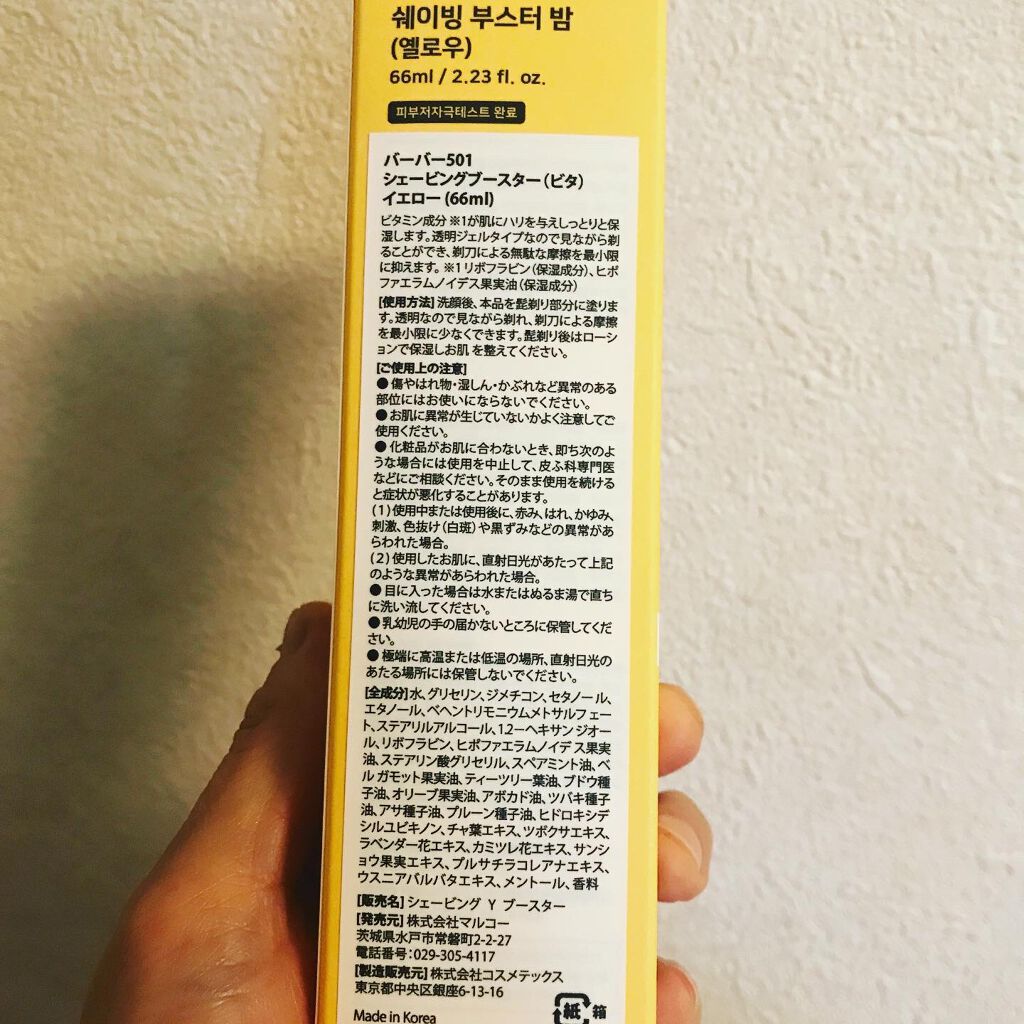 쉐이빙 부스터 밤
(옐로우)
66ml / 2.23 fl. oz.
피부저자극테스트 완료
バーバー501
シェービングブースター(ビタ)
イエロー(66ml)
ビタミン成分 ※1が肌にハリを与えしっとりと保
湿します。透明ジェルタイプなので見ながら剃
ることができ、剃刀による無駄な摩擦を最小限
に抑えます。※1 リボフラビン(保湿成分)、ヒポ
ファエラムノイデス果実油(保湿成分)
[使用方法] 洗顔後、本品を髭剃り部分に塗りま
す。透明なので見ながら剃れ、剃刀による摩擦
を最小限に少なくできます。髭剃り後はローシ
ョンで保湿しお肌 を整えてください。
[ご使用上の注意]
● 傷やはれ物・湿しん・かぶれなど異常のある
部位にはお使いにならないでください。
● お肌に異常が生じていないかよく注意してご
使用ください。
● 化粧品がお肌に合わないとき、即ち次のよ
うな場合には使用を中止して、皮ふ科専門医
などにご相談ください。そのまま使用を続ける
と症状が悪化することがあります。
(1)使用中または使用後に、赤み、はれ、かゆみ、
刺激、色抜け(白斑)や黒ずみなどの異常があ
らわれた場合。
(2)使用したお肌に、直射日光があたって上記
のような異常があらわれた場合。
● 目に入った場合は水またはぬるま湯で直ち
に洗い流してください。
● 乳幼児の手の届かないところに保管してくだ
さい。
● 極端に高温または低温の場所、直射日光の
あたる場所には保管しないでください。
[全成分]水、グリセリン、ジメチコン、セタノール、
エタノール、ベヘントリモニウムメトサルフェー
ト、ステアリルアルコール、1.2−ヘキサンジオー
ル、リボフラビン、ヒポファエラムノイデス果実
油、ステアリン酸グリセリル、スペアミント油、ベ
ルガモット果実油、ティーツリー葉油、ブドウ種
子油、オリーブ果実油、アボカド油、ツバキ種子
油、アサ種子油、プルーン種子油、ヒドロキシデ
シルユビキノン、チャ葉エキス、ツボクサエキス、
ラベンダー花エキス、カミツレ花エキス、サンシ
ョウ果実エキス、プルサチラコレアナエキス、
ウスニアバルバタエキス、メントール、香料
[販売名] シェービング Y ブースター
[発売元] 株式会社マルコー
茨城県水戸市常磐町2-2-27
電話番号:029-305-4117
[製造販売元] 株式会社コスメテックス
東京都中央区銀座6-13-16
Made in Korea
紙 箱